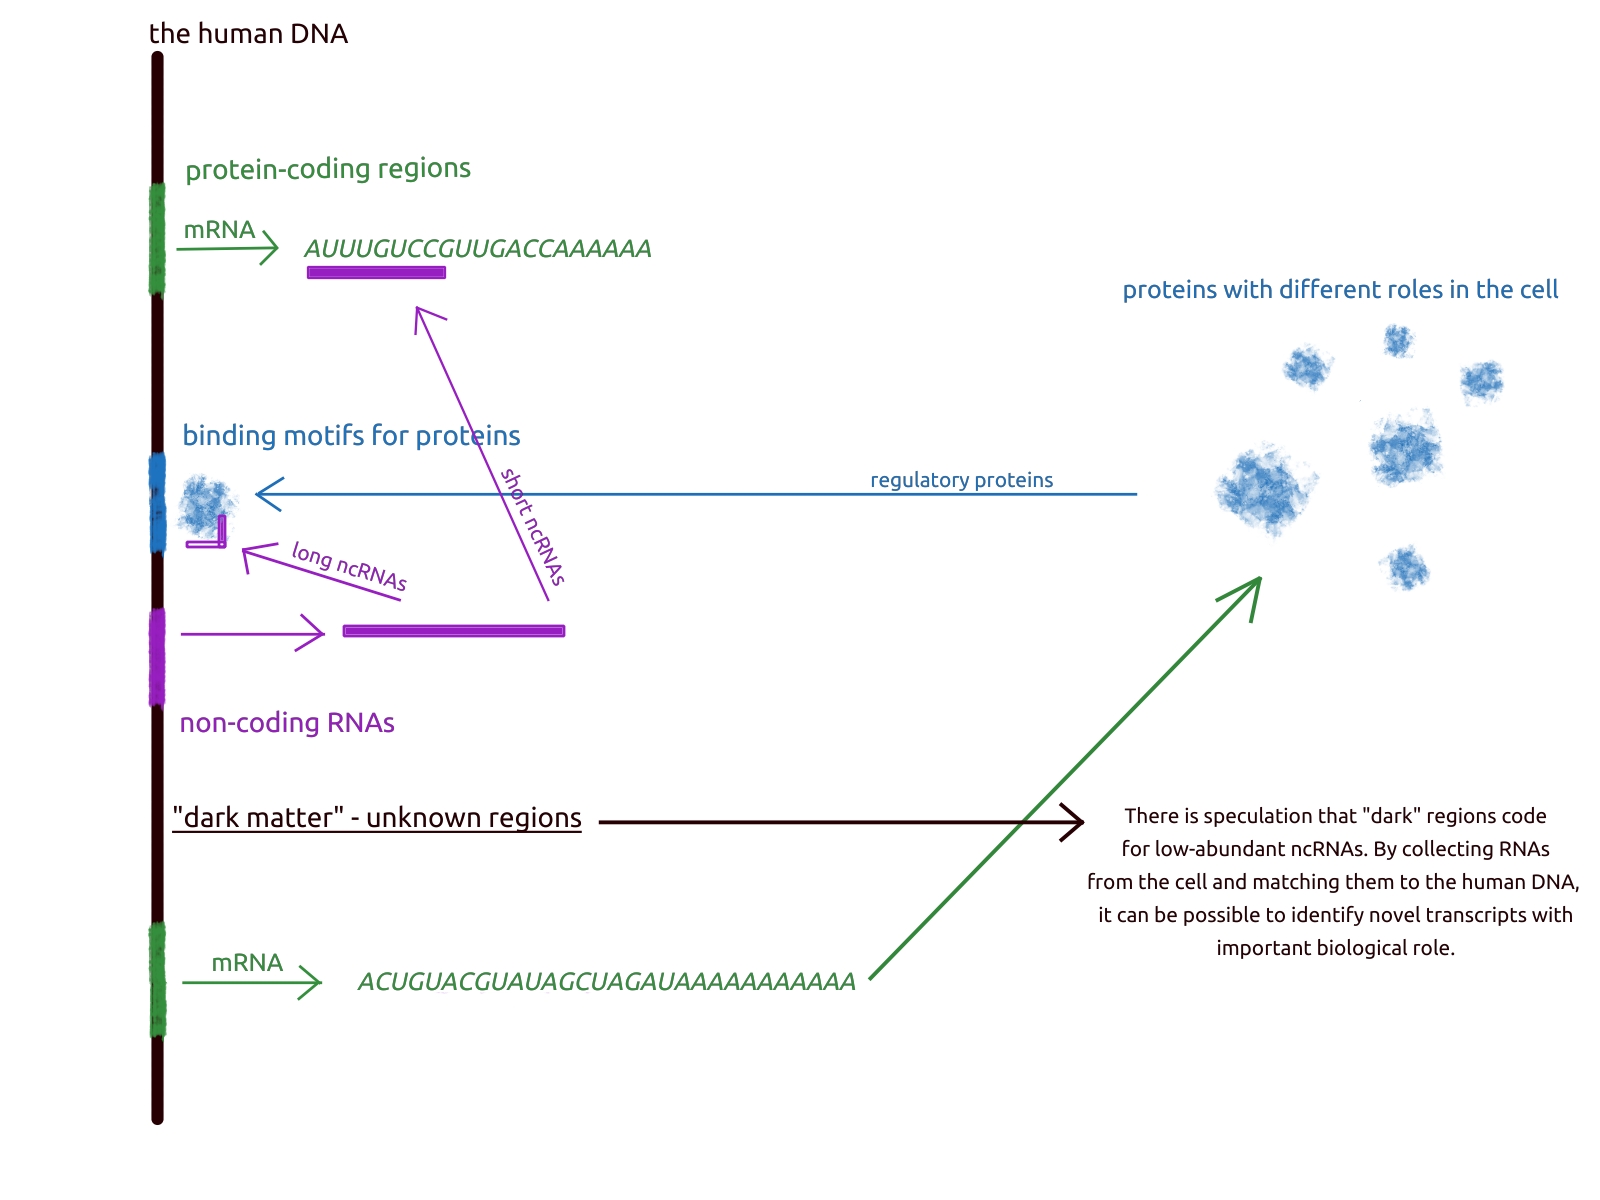 the human DNA
protein-coding regions
mRNA
AUUUGUCCGUUGACCAAAAAA
proteins with different roles in the cell
binding motifs for proteins
regulatory proteins
short ncRNAs
long ncRNAs
non-coding RNAs
"dark matter" - unknown regions
There is speculation that "dark" regions code
for low-abundant ncRNAs. By collecting RNAs
from the cell and matching them to the human DNA,
it can be possible to identify novel transcripts with
important biological role.
mRNA
ACUGUACGUAUAGCUAGAUAAAAAAAAAAA